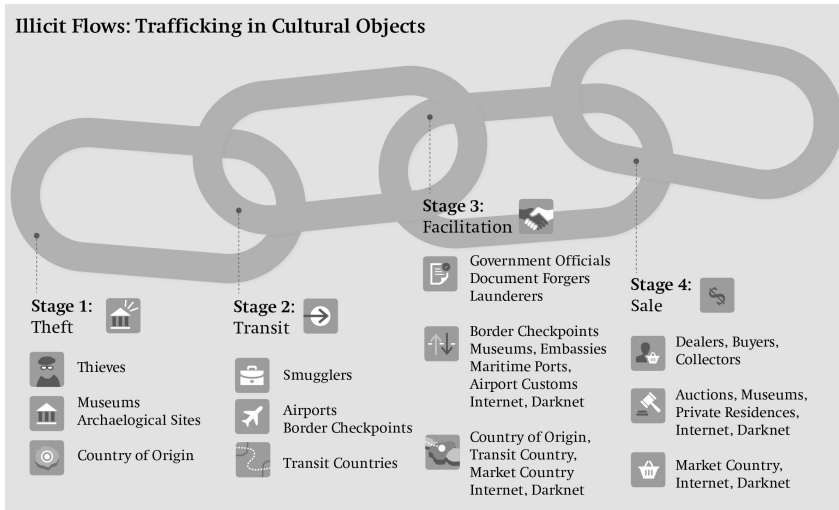 Illicit Flows: Trafficking in Cultural Objects
Stage 1:
Theft
Thieves
Museums
Archaelogical Sites
Country of Origin
Stage 2:
Transit
Smugglers
Airports
Border Checkpoints
Transit Countries
Stage 3:
Facilitation
Government Officials
Document Forgers
Launderers
Border Checkpoints
Museums, Embassies
Maritime Ports,
Airport Customs
Internet, Darknet
Country of Origin,
Transit Country,
Market Country
Internet, Darknet
Stage 4:
Sale
Dealers, Buyers,
Collectors
Auctions, Museums,
Private Residences,
Internet, Darknet
Market Country,
Internet, Darknet